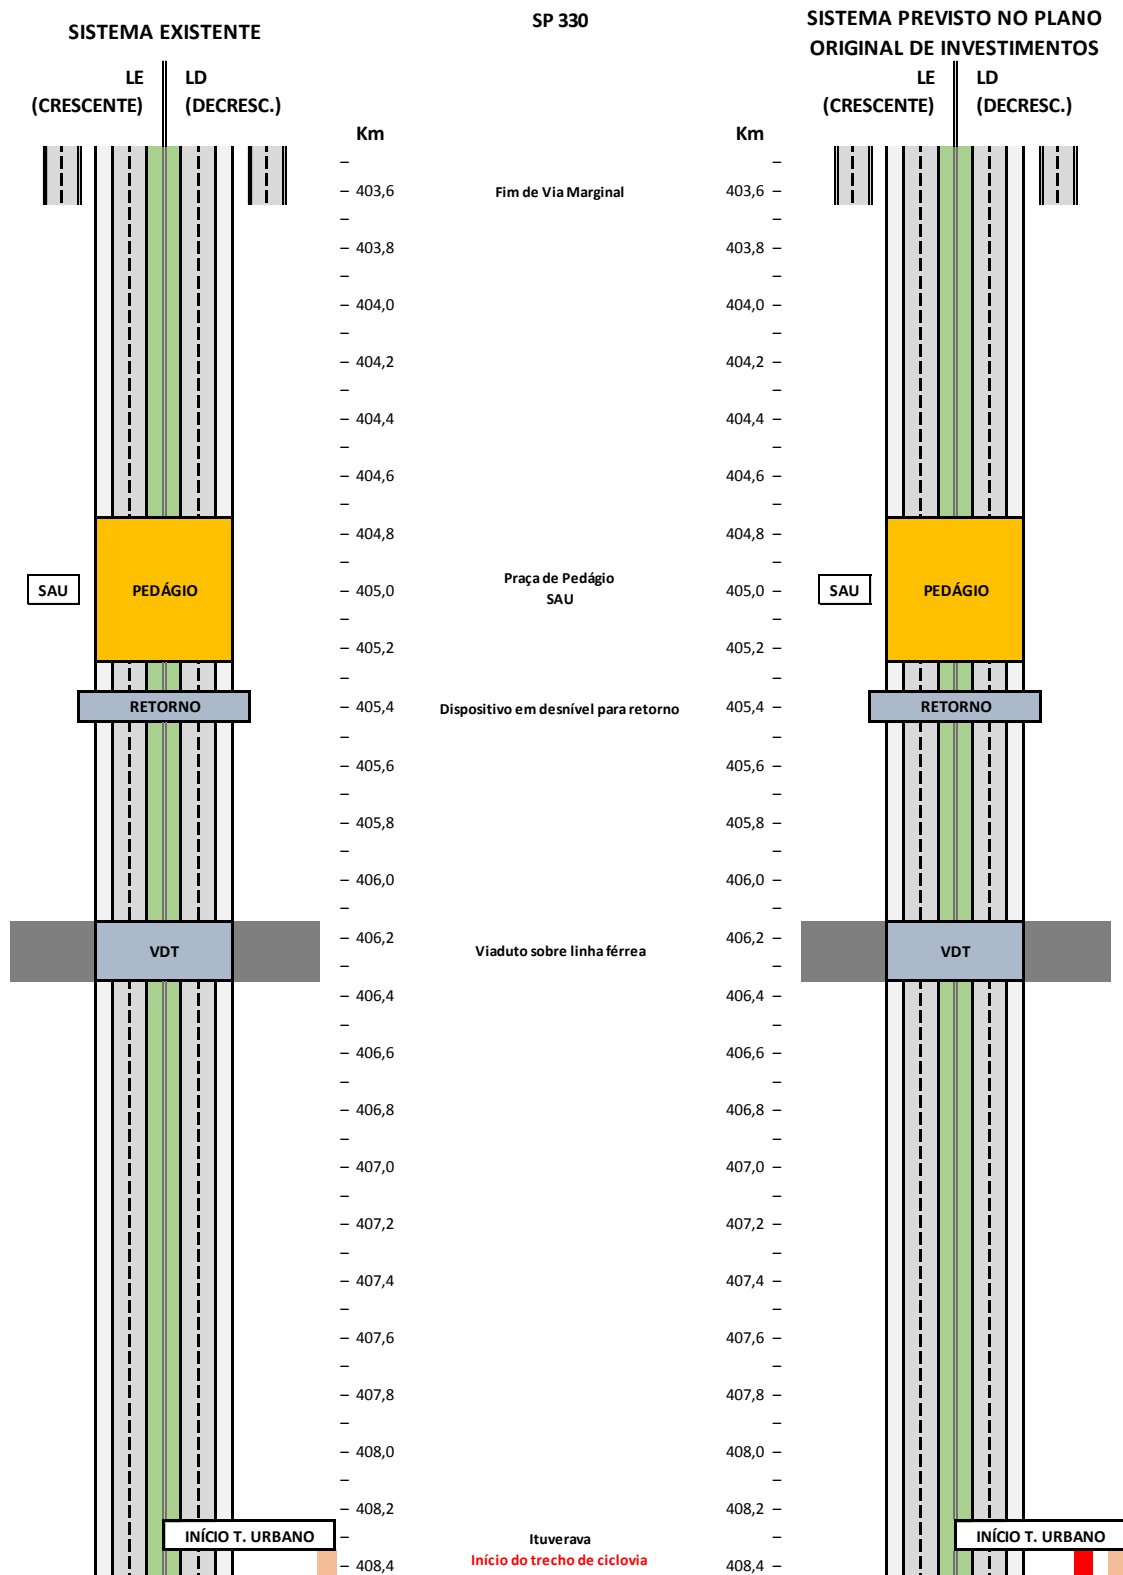 SISTEMA EXISTENTE
SP 330
SISTEMA PREVISTO NO PLANO
ORIGINAL DE INVESTIMENTOS
LE LD
(CRESCENTE) (DECRESC.)
LE LD
(CRESCENTE) (DECRESC.)
Km Km
403,6 Fim de Via Marginal 403,6
403,8 403,8
404,0 404,0
404,2 404,2
404,4 404,4
404,6 404,6
404,8 404,8
Praça de Pedágio
SAU PEDÁGIO 405,0 SAU 405,0 SAU PEDÁGIO
405,2 405,2
RETORNO 405,4 Dispositivo em desnível para retorno 405,4 RETORNO
405,6 405,6
405,8 405,8
406,0 406,0
406,2 406,2
VDT Viaduto sobre linha férrea VDT
406,4 406,4
406,6 406,6
406,8 406,8
407,0 407,0
407,2 407,2
407,4 407,4
407,6 407,6
407,8 407,8
408,0 408,0
408,2 408,2
INÍCIO T. URBANO Ituverava INÍCIO T. URBANO
408,4 Início do trecho de ciclovia 408,4